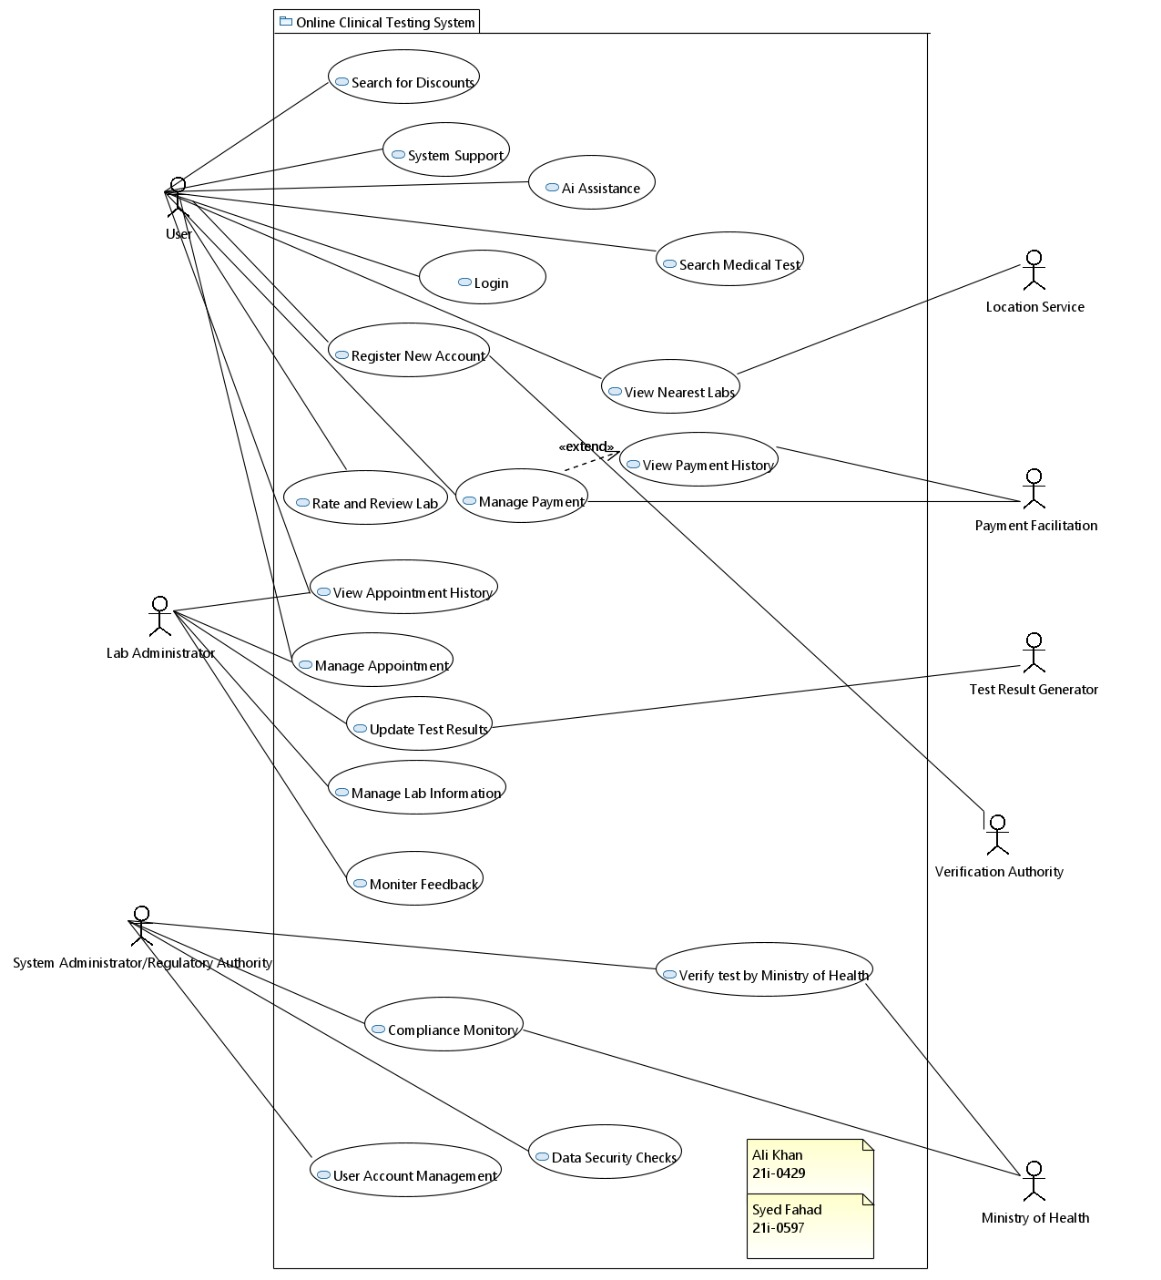 Online Clinical Testing System
Search for Discounts
System Support
Ai Assistance
User
Search Medical Test
Login
Location Service
Register New Account
View Nearest Labs
«extend»
View Payment History
Rate and Review Lab
Manage Payment
Payment Facilitation
View Appointment History
Lab Administrator
Manage Appointment
Test Result Generator
Update Test Results
Manage Lab Information
Verification Authority
Moniter Feedback
System Administrator/Regulatory Authority
Verify test by Ministry of Health
Compliance Monitory
Data Security Checks
User Account Management
Ali Khan
21i-0429
Syed Fahad
21i-0597
Ministry of Health